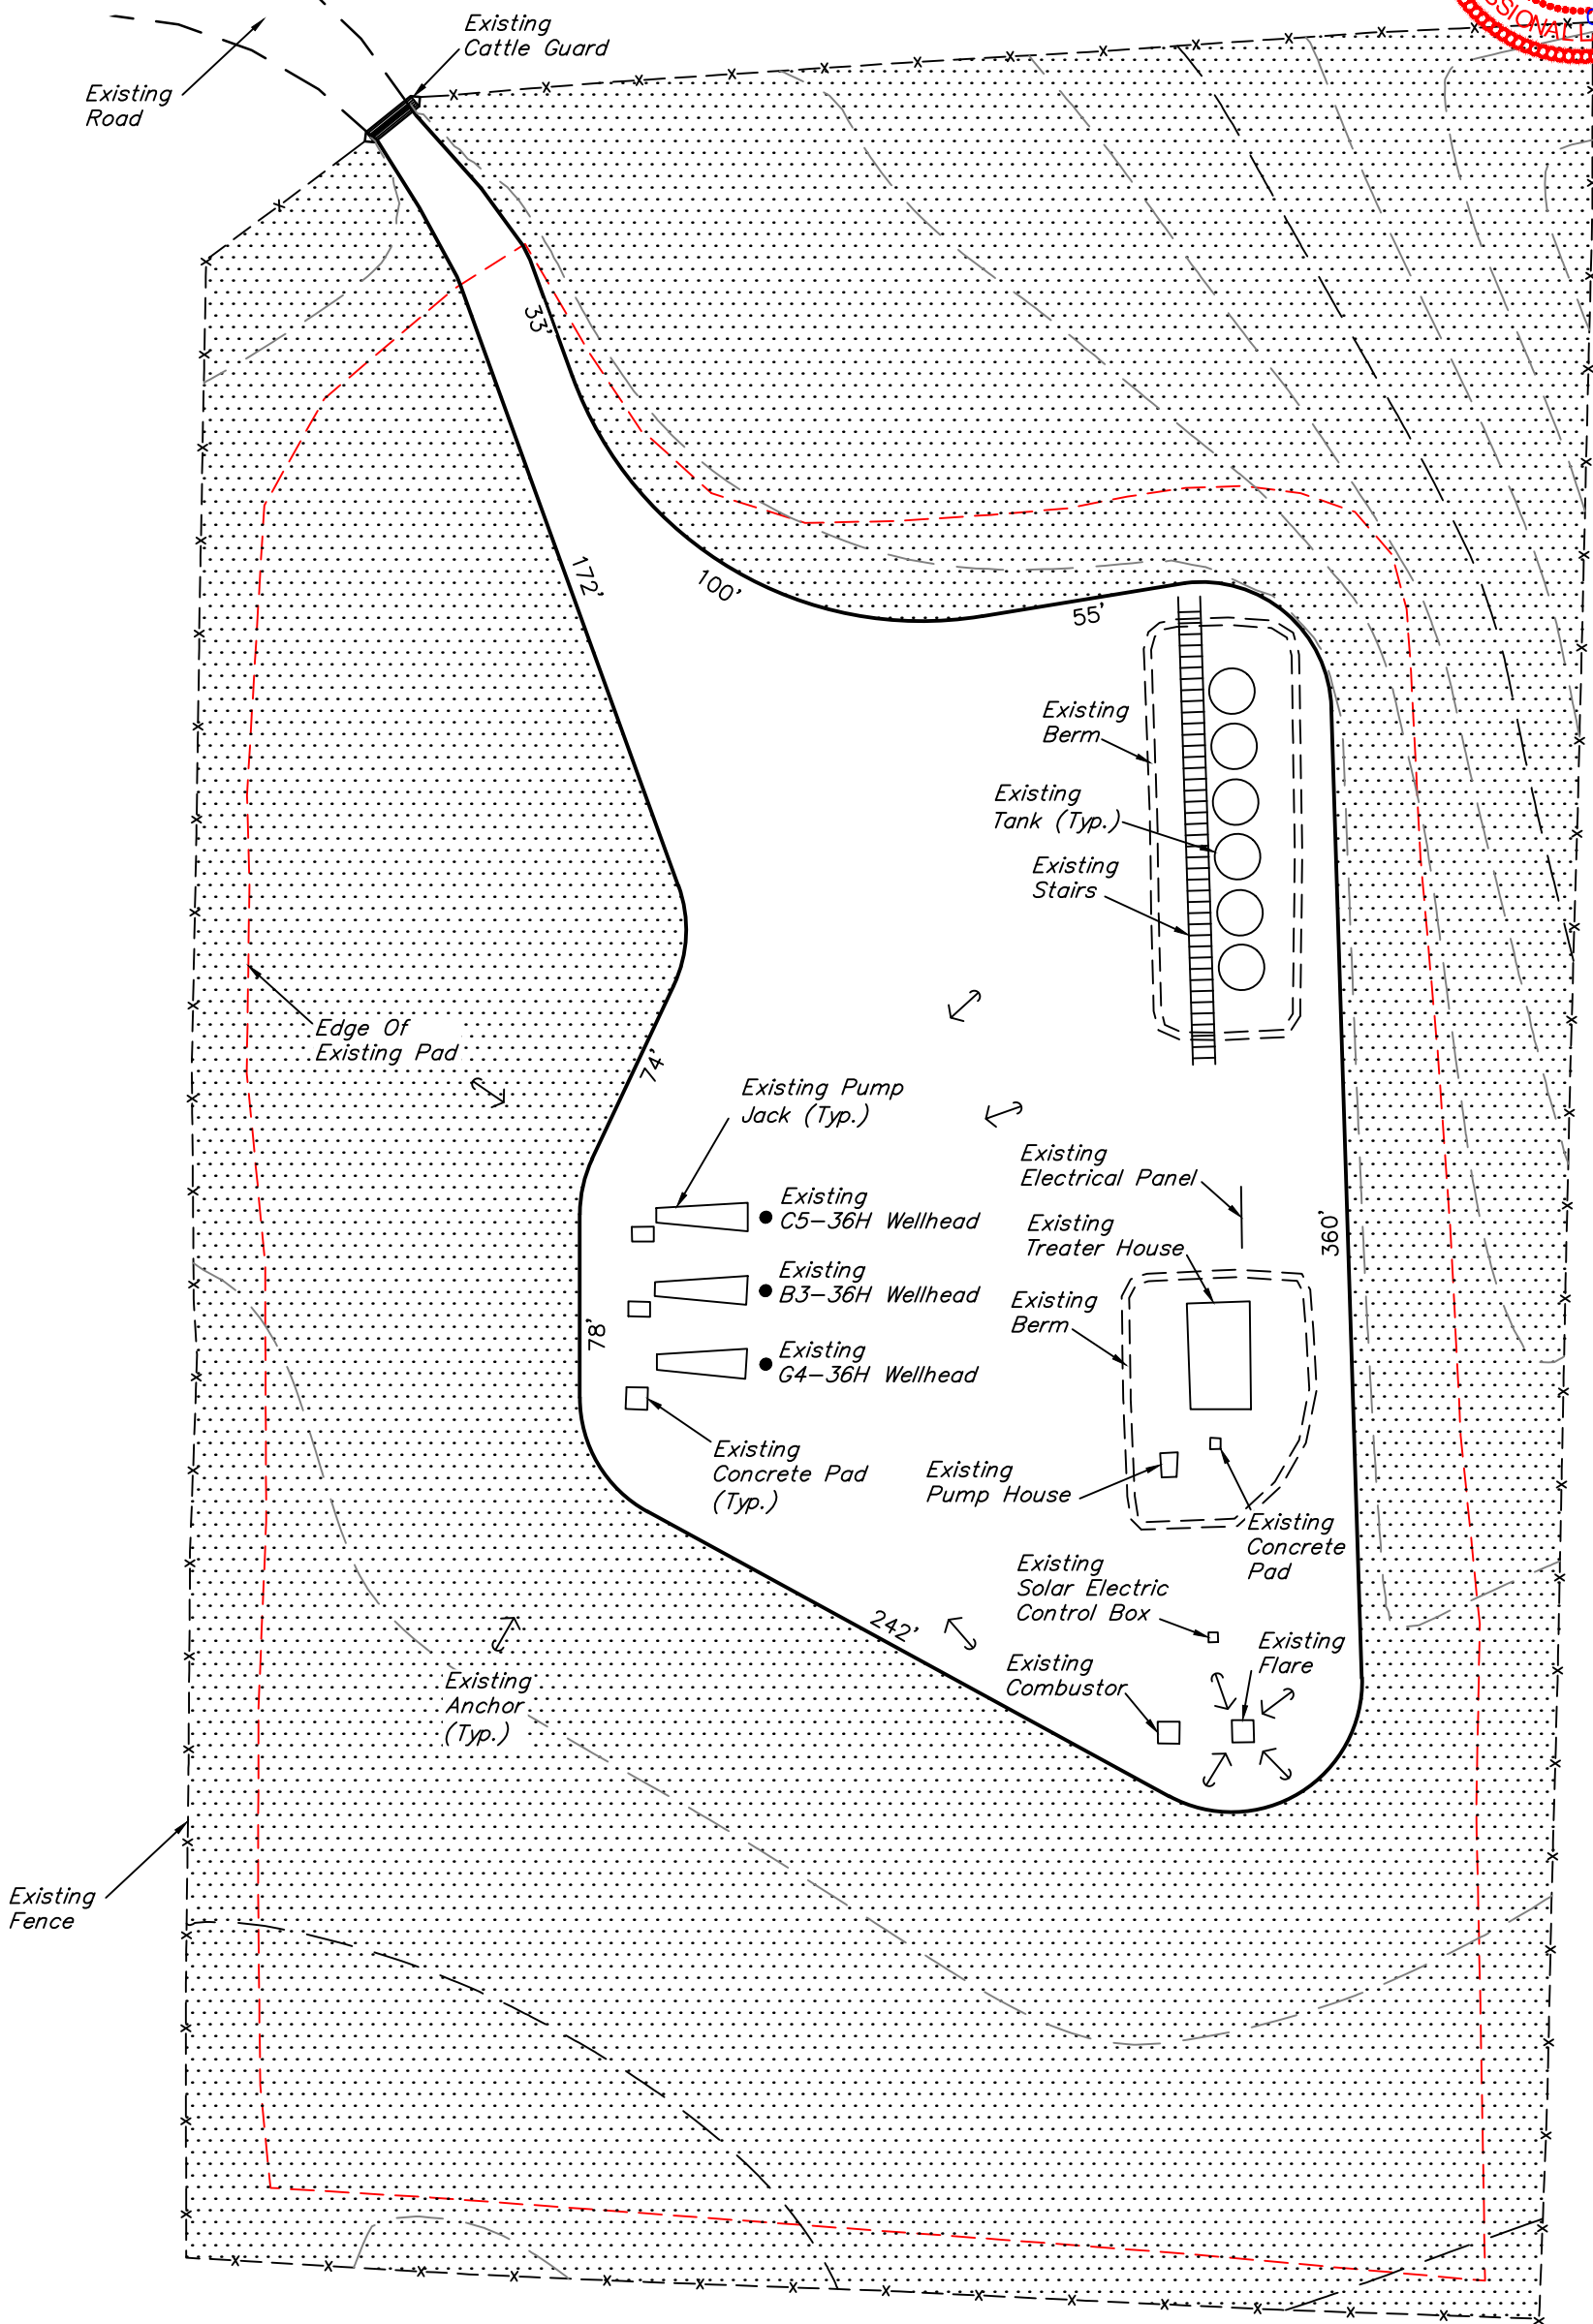 Existing
Cattle Guard
Existing
Road
33'
172'
100'
55'
Existing
Berm
Existing
Tank (Typ.)
Existing
Stairs
Edge Of
Existing Pad
74'
Existing Pump
Jack (Typ.)
Existing
Electrical Panel
Existing
C5-36H Wellhead
Existing
Treater House
360'
Existing
B3-36H Wellhead
Existing
Berm
78'
Existing
G4-36H Wellhead
Existing
Concrete Pad
(Typ.)
Existing
Pump House
Existing
Concrete
Pad
Existing
Solar Electric
Control Box
242'
Existing
Flare
Existing
Combustor
Existing
Anchor
(Typ.)
Existing
Fence